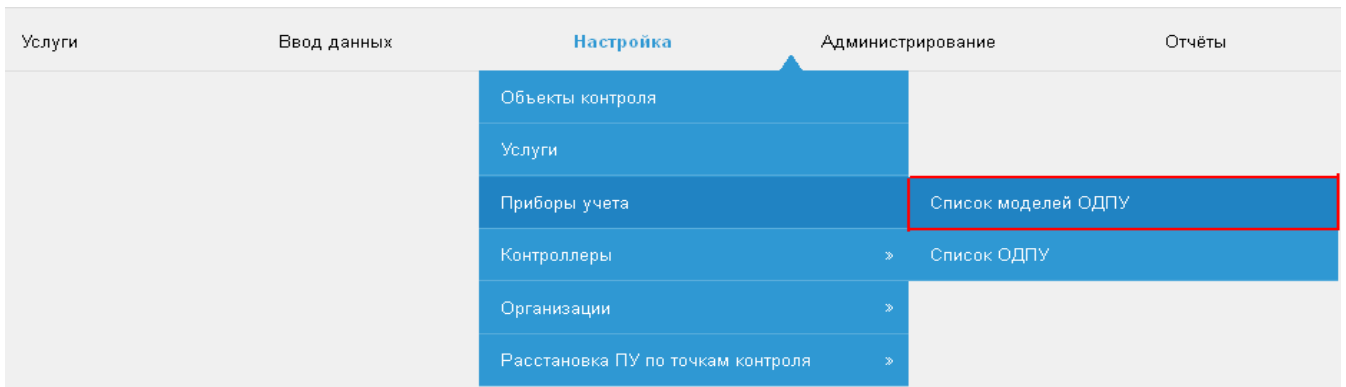 Услуги Ввод данных Настройка Администрирование Отчёты
Объекты контроля
Услуги
Приборы учета Список моделей ОДПУ
Контроллеры » Список ОДПУ
Организации »
Расстановка ПУ по точкам контроля »